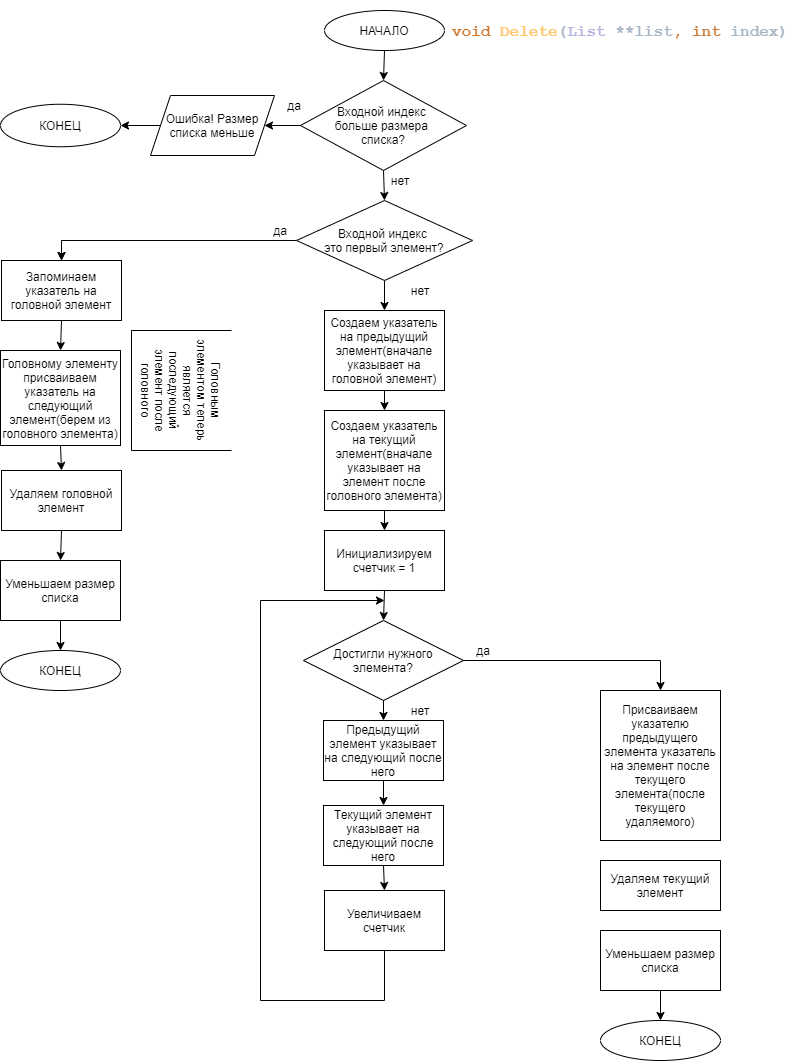 НАЧАЛО
void Delete(List **list, int index)
Входной индекс
больше размера
списка?
да
Ошибка! Размер
списка меньше
КОНЕЦ
нет
Входной индекс
это первый элемент?
да
Запоминаем
указатель на
головной элемент
Головному элементу
присваиваем
указатель на
следующий
элемент(берем из
головного элемента)
Головным
элементом теперь
является
последующий
элемент после
головного
Удаляем головной
элемент
Уменьшаем размер
списка
КОНЕЦ
нет
Создаем указатель
на предыдущий
элемент(вначале
указывает на
головной элемент)
Создаем указатель
на текущий
элемент(вначале
указывает на
элемент после
головного элемента)
Инициализируем
счетчик = 1
Достигли нужного
элемента?
нет
Предыдущий
элемент указывает
на следующий после
него
Текущий элемент
указывает на
следующий после
него
Увеличиваем
счетчик
да
Присваиваем
указателю
предыдущего
элемента указатель
на элемент после
текущего
элемента(после
текущего
удаляемого)
Удаляем текущий
элемент
Уменьшаем размер
списка
КОНЕЦ